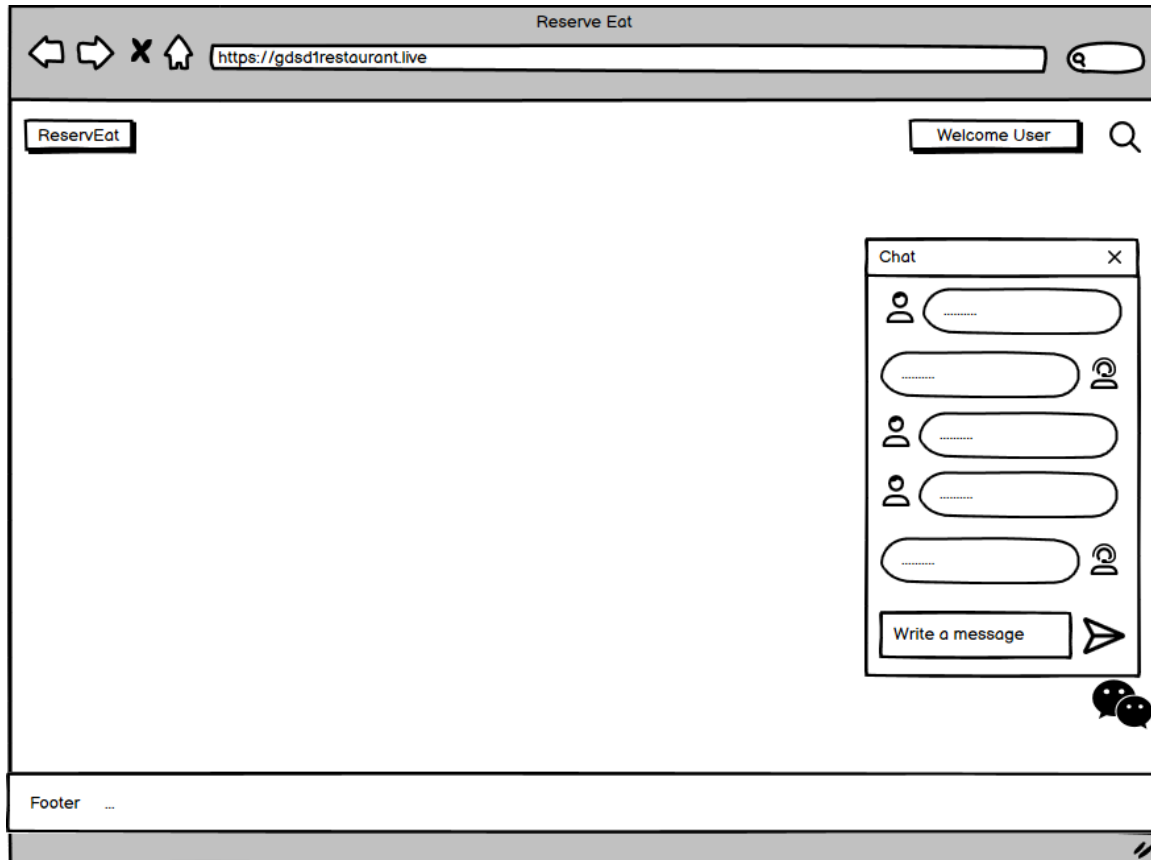 Reserve Eat
https://gdsd1restaurant.live
ReservEat
Welcome User
Chat
..........
..........
..........
..........
..........
Write a message
Footer ...